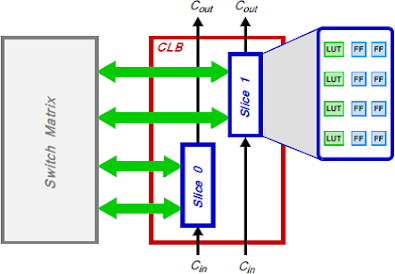 Cout Cout
CLB
Slice 1
Switch Matrix
Slice 0
Cin Cin
LUT FF FF
LUT FF FF
LUT FF FF
LUT FF FF